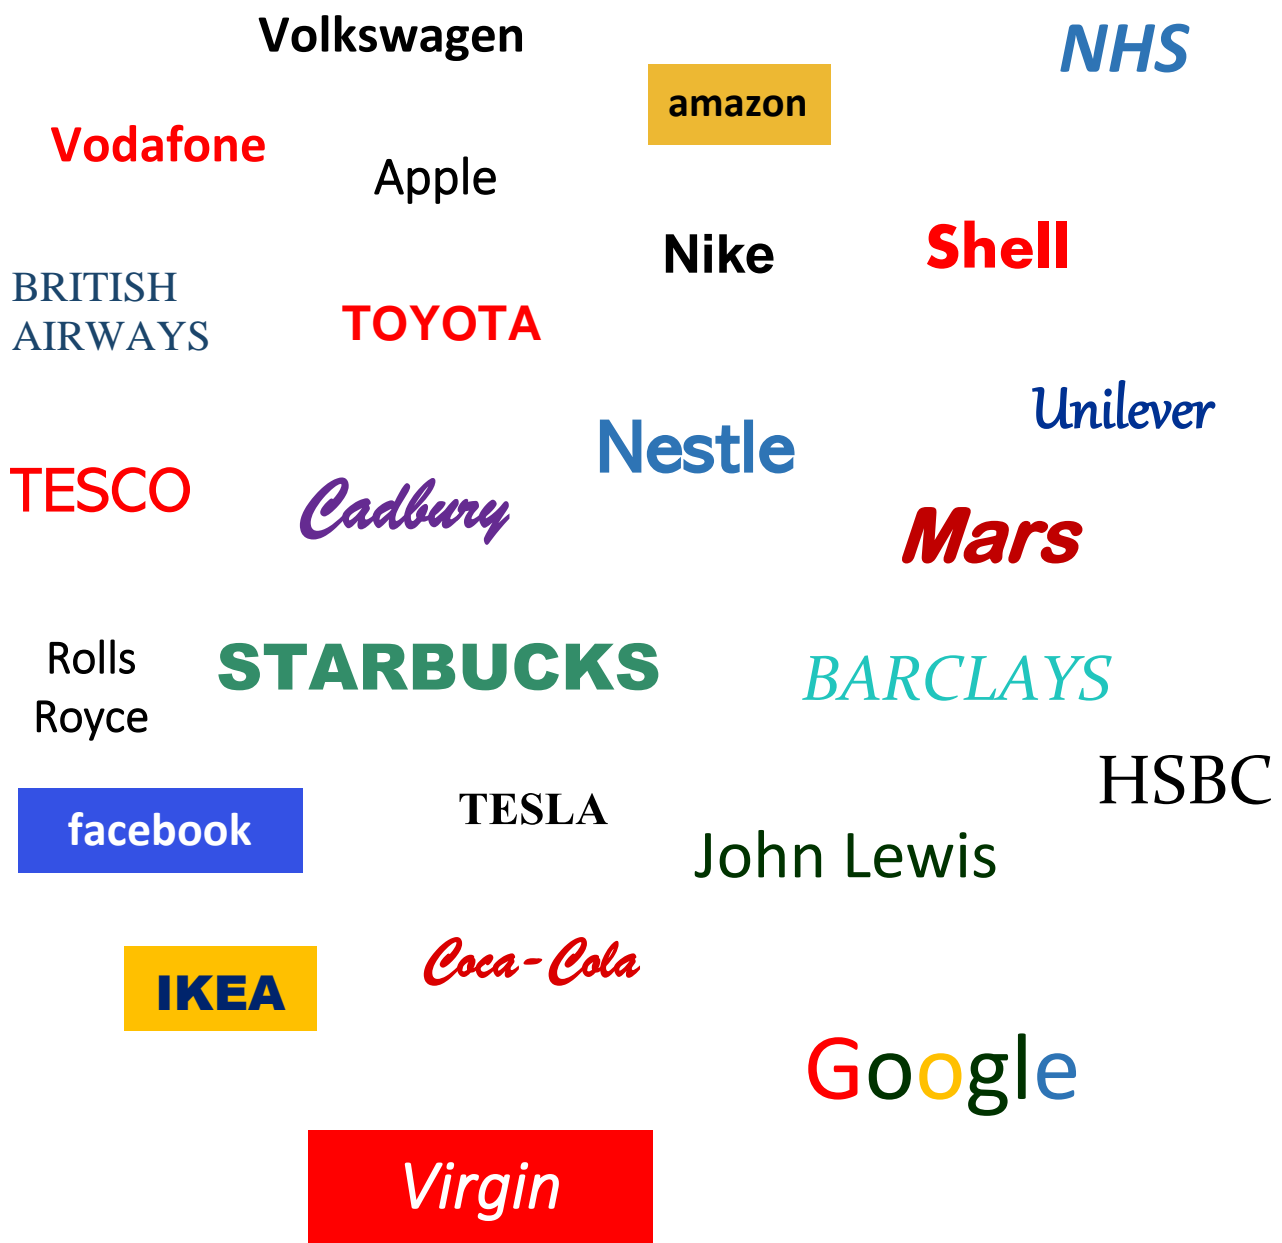 Volkswagen
NHS
amazon
Vodafone
Apple
Nike
Shell
BRITISH
AIRWAYS
TOYOTA
Unilever
Nestle
TESCO
Cadbury
Mars
Rolls
Royce
STARBUCKS
BARCLAYS
HSBC
facebook
TESLA
John Lewis
IKEA
Coca-Cola
Google
Virgin